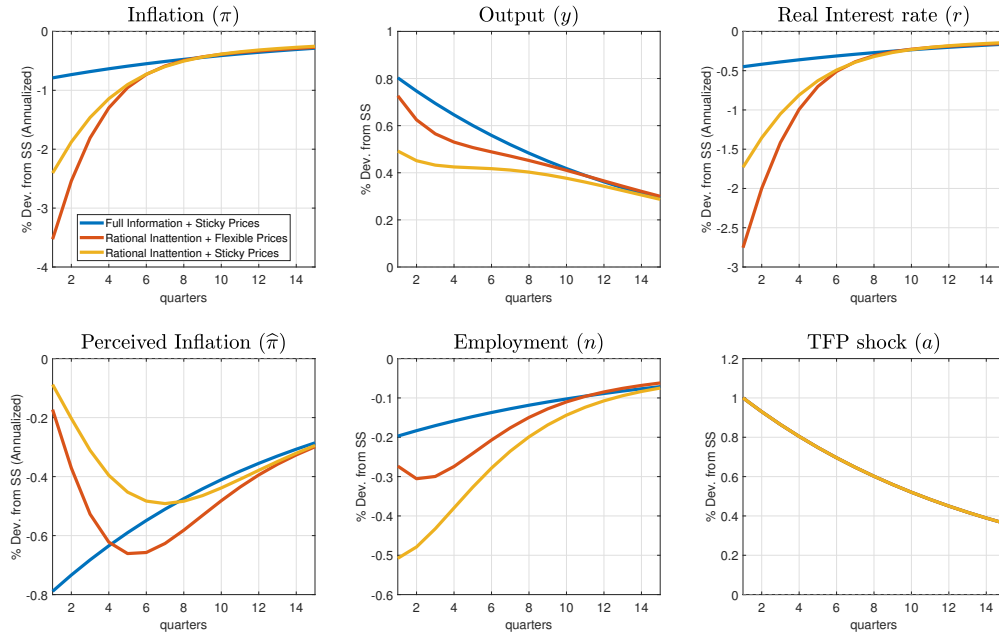 Inflation (π)
% Dev. from SS (Annualized)
0
-1
-2
-3
-4
Full Information + Sticky Prices
Rational Inattention + Flexible Prices
Rational Inattention + Sticky Prices
2 4 6 8 10 12 14
quarters
Output (y)
% Dev. from SS
1
0.8
0.6
0.4
0.2
0
2 4 6 8 10 12 14
quarters
Real Interest rate (r)
% Dev. from SS (Annualized)
0
-0.5
-1
-1.5
-2
-2.5
-3
2 4 6 8 10 12 14
quarters
Perceived Inflation (π̂)
% Dev. from SS (Annualized)
0
-0.2
-0.4
-0.6
-0.8
2 4 6 8 10 12 14
quarters
Employment (n)
% Dev. from SS
0
-0.1
-0.2
-0.3
-0.4
-0.5
-0.6
2 4 6 8 10 12 14
quarters
TFP shock (a)
% Dev. from SS
1.2
1
0.8
0.6
0.4
0.2
0
2 4 6 8 10 12 14
quarters